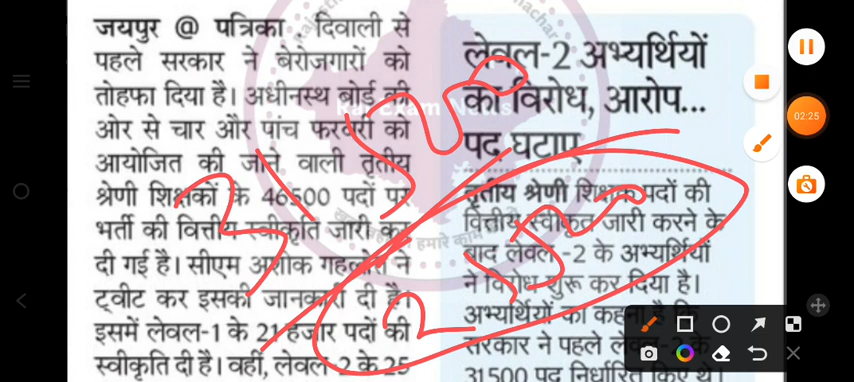 जयपुर @ पत्रिका . दिवाली से
पहले सरकार ने बेरोजगारों को
तोहफा दिया है। अधीनस्थ बोर्ड की
ओर से चार और पांच फरवरी को
आयोजित की जाने वाली तृतीय
श्रेणी शिक्षकों के 46500 पदों पर
भर्ती की वित्तीय स्वीकृति जारी कर
दी गई है। सीएम अशोक गहलोत ने
ट्वीट कर इसकी जानकारी दी है।
इसमें लेवल-1 के 21 हजार पदों की
स्वीकृति दी है। वहीं, लेवल-2 के 25
लेवल-2 अभ्यर्थियों
का विरोध, आरोप...
पद घटाए
तृतीय श्रेणी शिक्षक पदों की
वित्तीय स्वीकृत जारी करने के
बाद लेवल-2 के अभ्यर्थियों
ने विरोध शुरू कर दिया है।
अभ्यर्थियों का कहना है कि
सरकार ने पहले लेवल-2 के
31500 पद निर्धारित किए थे।
02:25